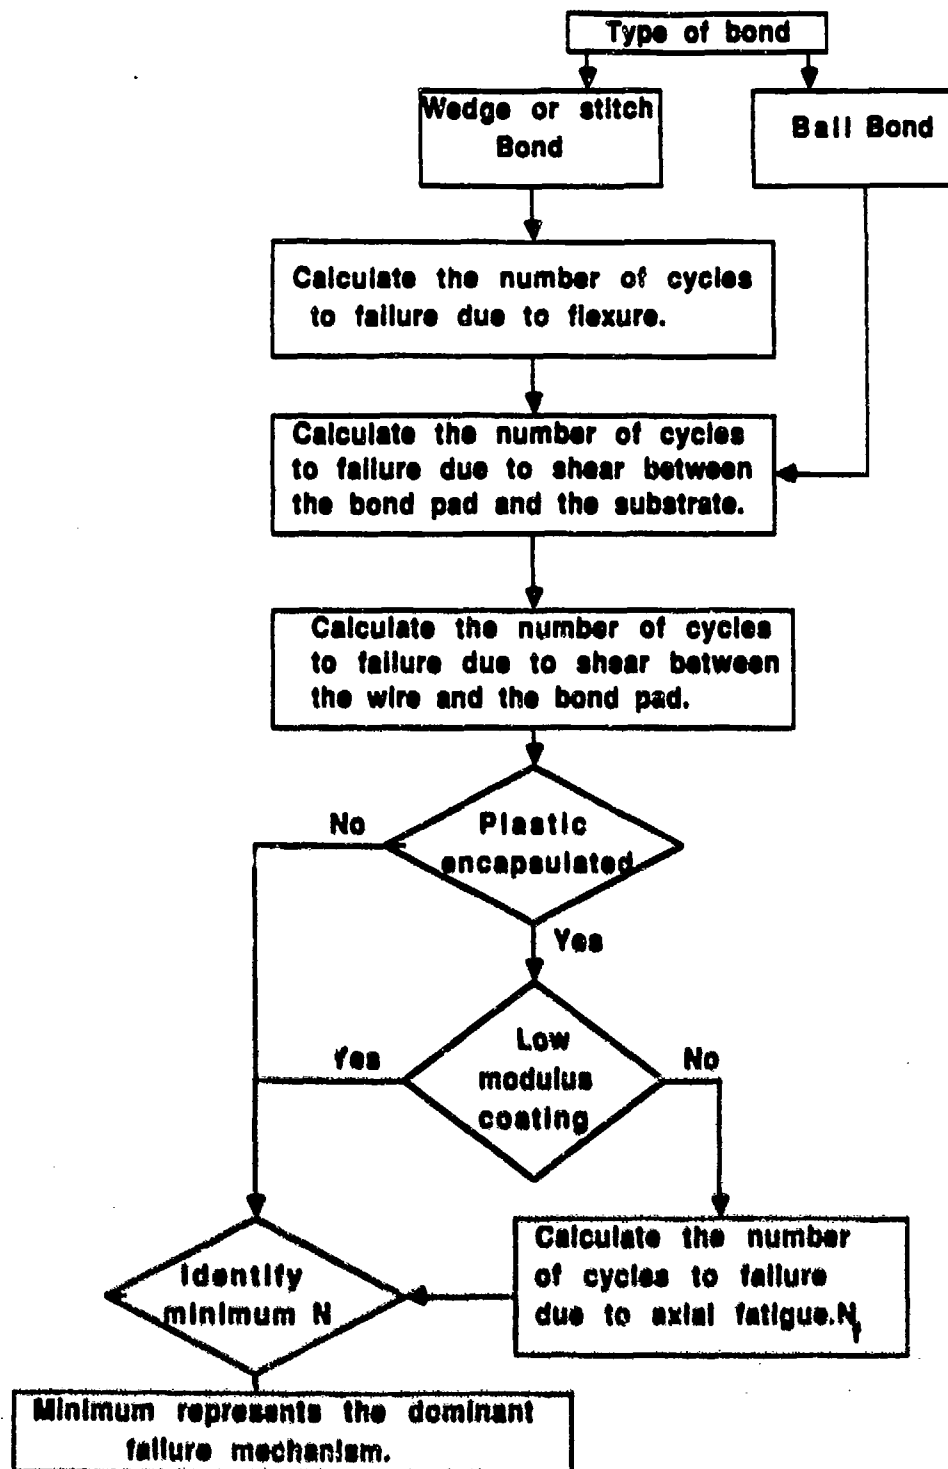 Type of bond
Wedge or stitch
Bond
Ball Bond
Calculate the number of cycles
to failure due to flexure.
Calculate the number of cycles
to failure due to shear between
the bond pad and the substrate.
Calculate the number of cycles
to failure due to shear between
the wire and the bond pad.
Plastic
encapsulated
No
Yes
Low
modulus
coating
Yes
No
Calculate the number
of cycles to failure
due to axial fatigue.Nf
Identify
minimum N
Minimum represents the dominant
failure mechanism.